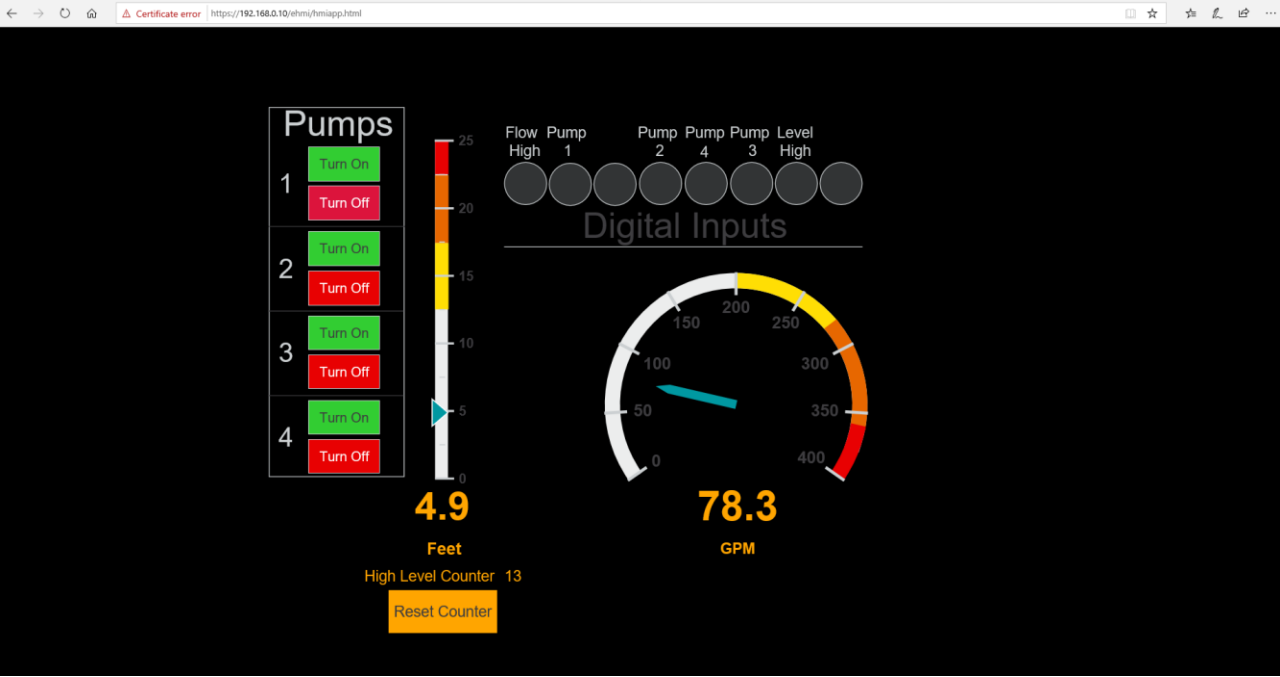 Certificate error https://192.168.0.10/ehmi/hmiapp.html
Pumps
1
Turn On
Turn Off
2
Turn On
Turn Off
3
Turn On
Turn Off
4
Turn On
Turn Off
25
20
15
10
5
0
4.9
Feet
High Level Counter 13
Reset Counter
Flow High
Pump 1
Pump 2
Pump 4
Pump 3
Level High
Digital Inputs
0
50
100
150
200
250
300
350
400
78.3
GPM